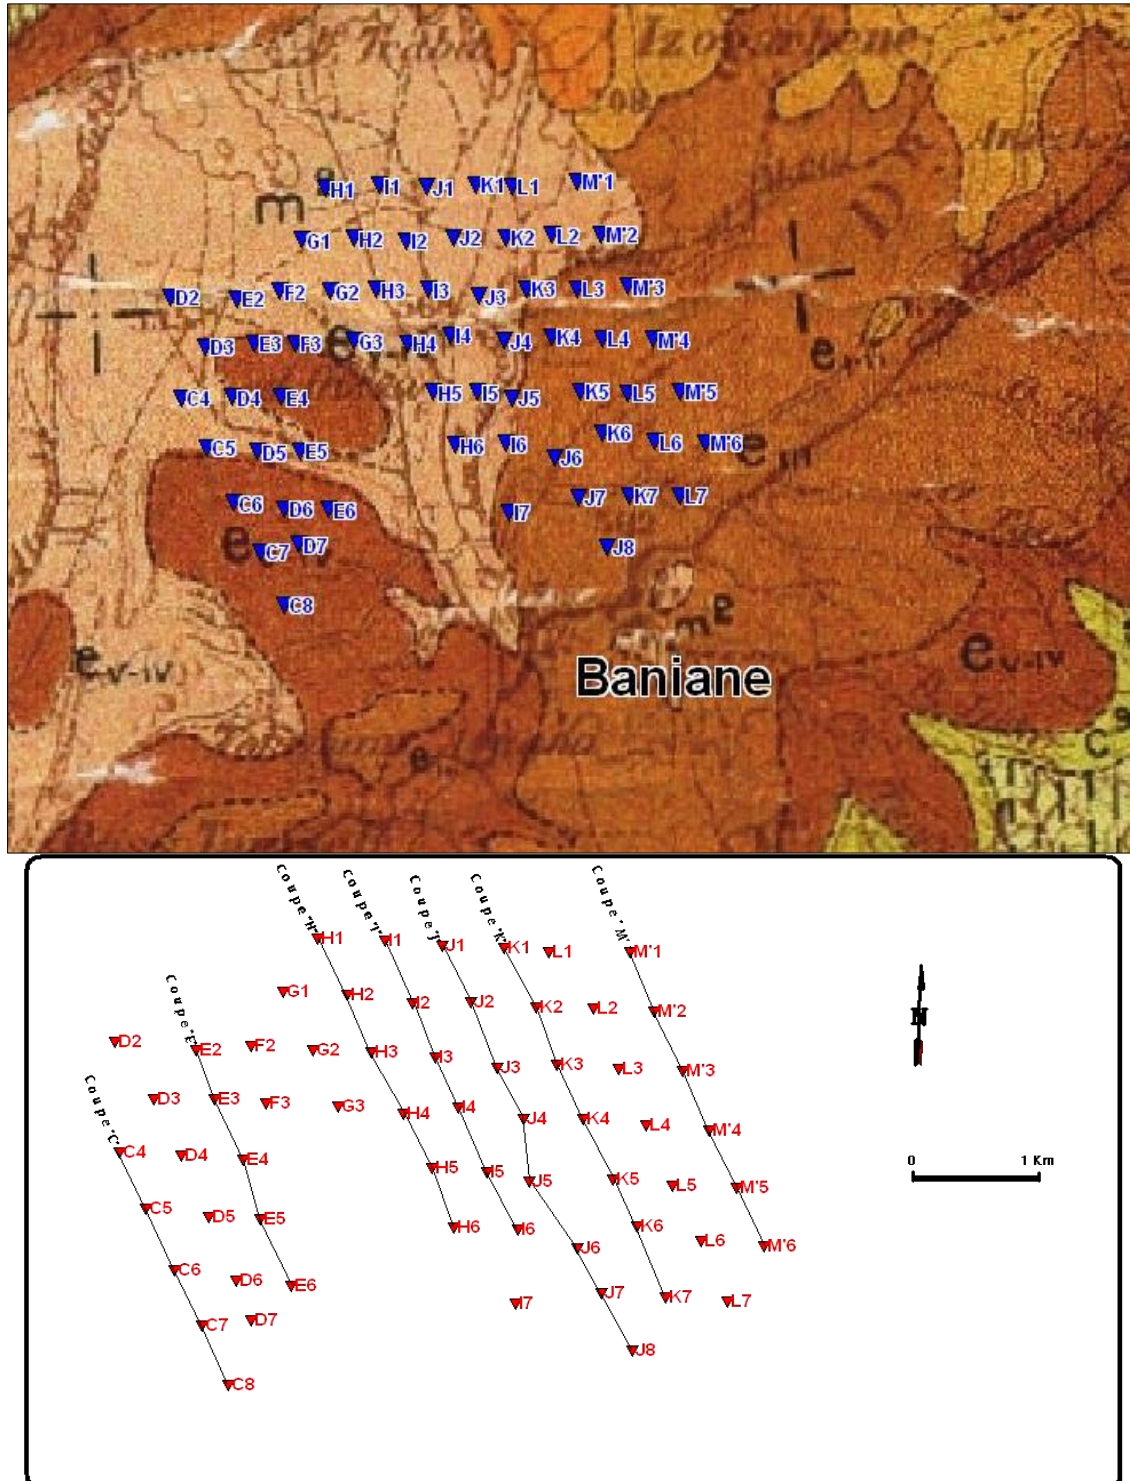 Izoubarbene
H1 I1 J1 K1 L1 M'1
m
G1 H2 I2 J2 K2 L2 M'2
D2 E2 F2 G2 H3 I3 J3 K3 L3 M'3
D3 E3 F3 G3 H4 I4 J4 K4 L4 M'4
C4 D4 E4 H5 I5 J5 K5 L5 M'5
C5 D5 E5 H6 I6 J6 K6 L6 M'6
e III
C6 D6 E6 I7 J7 K7 L7
C7 D7 J8
C8
m
e V-IV
e V-IV
Baniane
Coupe "H"
Coupe "I"
Coupe "J"
Coupe "K"
Coupe "M'"
H1 I1 J1 K1 L1 M'1
Coupe "E"
G1 H2 I2 J2 K2 L2 M'2
N
D2 E2 F2 G2 H3 I3 J3 K3 L3 M'3
Coupe "C"
D3 E3 F3 G3 H4 I4 J4 K4 L4 M'4
C4 D4 E4 H5 I5 J5 K5 L5 M'5
0 1 Km
C5 D5 E5 H6 I6 J6 K6 L6 M'6
C6 D6 E6 I7 J7 K7 L7
C7 D7 J8
C8